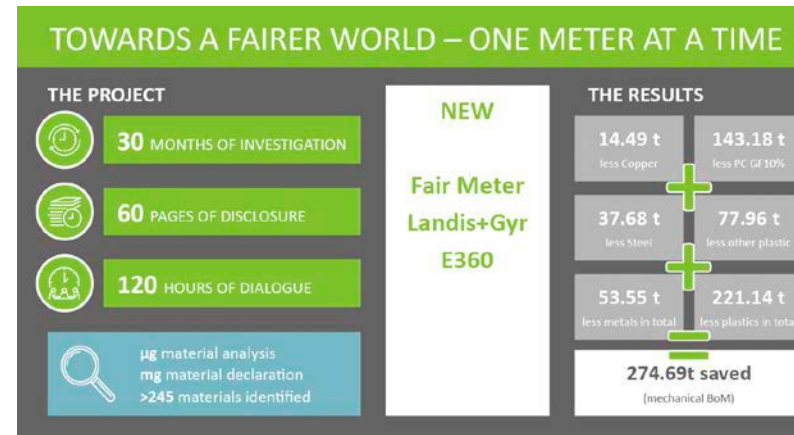 TOWARDS A FAIRER WORLD – ONE METER AT A TIME
THE PROJECT
30 MONTHS OF INVESTIGATION
60 PAGES OF DISCLOSURE
120 HOURS OF DIALOGUE
µg material analysis
mg material declaration
>245 materials identified
NEW
Fair Meter
Landis+Gyr
E360
THE RESULTS
14.49 t
less Copper
143.18 t
less PC GF10%
37.68 t
less Steel
77.96 t
less other plastic
53.55 t
less metals in total
221.14 t
less plastics in total
274.69t saved
(mechanical BoM)